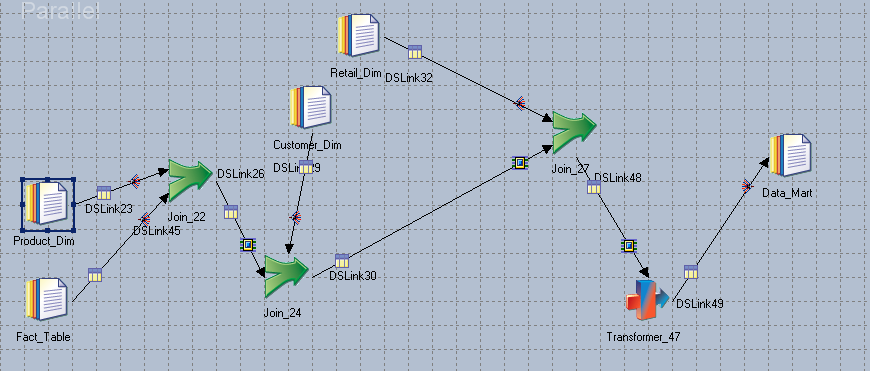 Parallel
Retail_Dim
DSLink32
Customer_Dim
Join_27
DSLink26
DSLink48
Data_Mart
DSLink23
Join_22
DSLink45
Product_Dim
DSLink30
Join_24
DSLink49
Fact_Table
Transformer_47